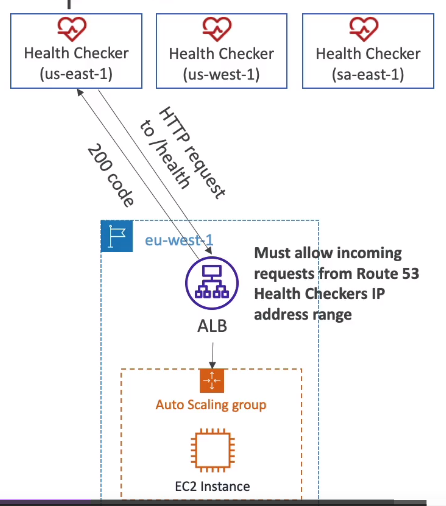 Health Checker
(us-east-1)
Health Checker
(us-west-1)
Health Checker
(sa-east-1)
HTTP request
to /health
200 code
eu-west-1
Must allow incoming
requests from Route 53
Health Checkers IP
address range
ALB
Auto Scaling group
EC2 Instance